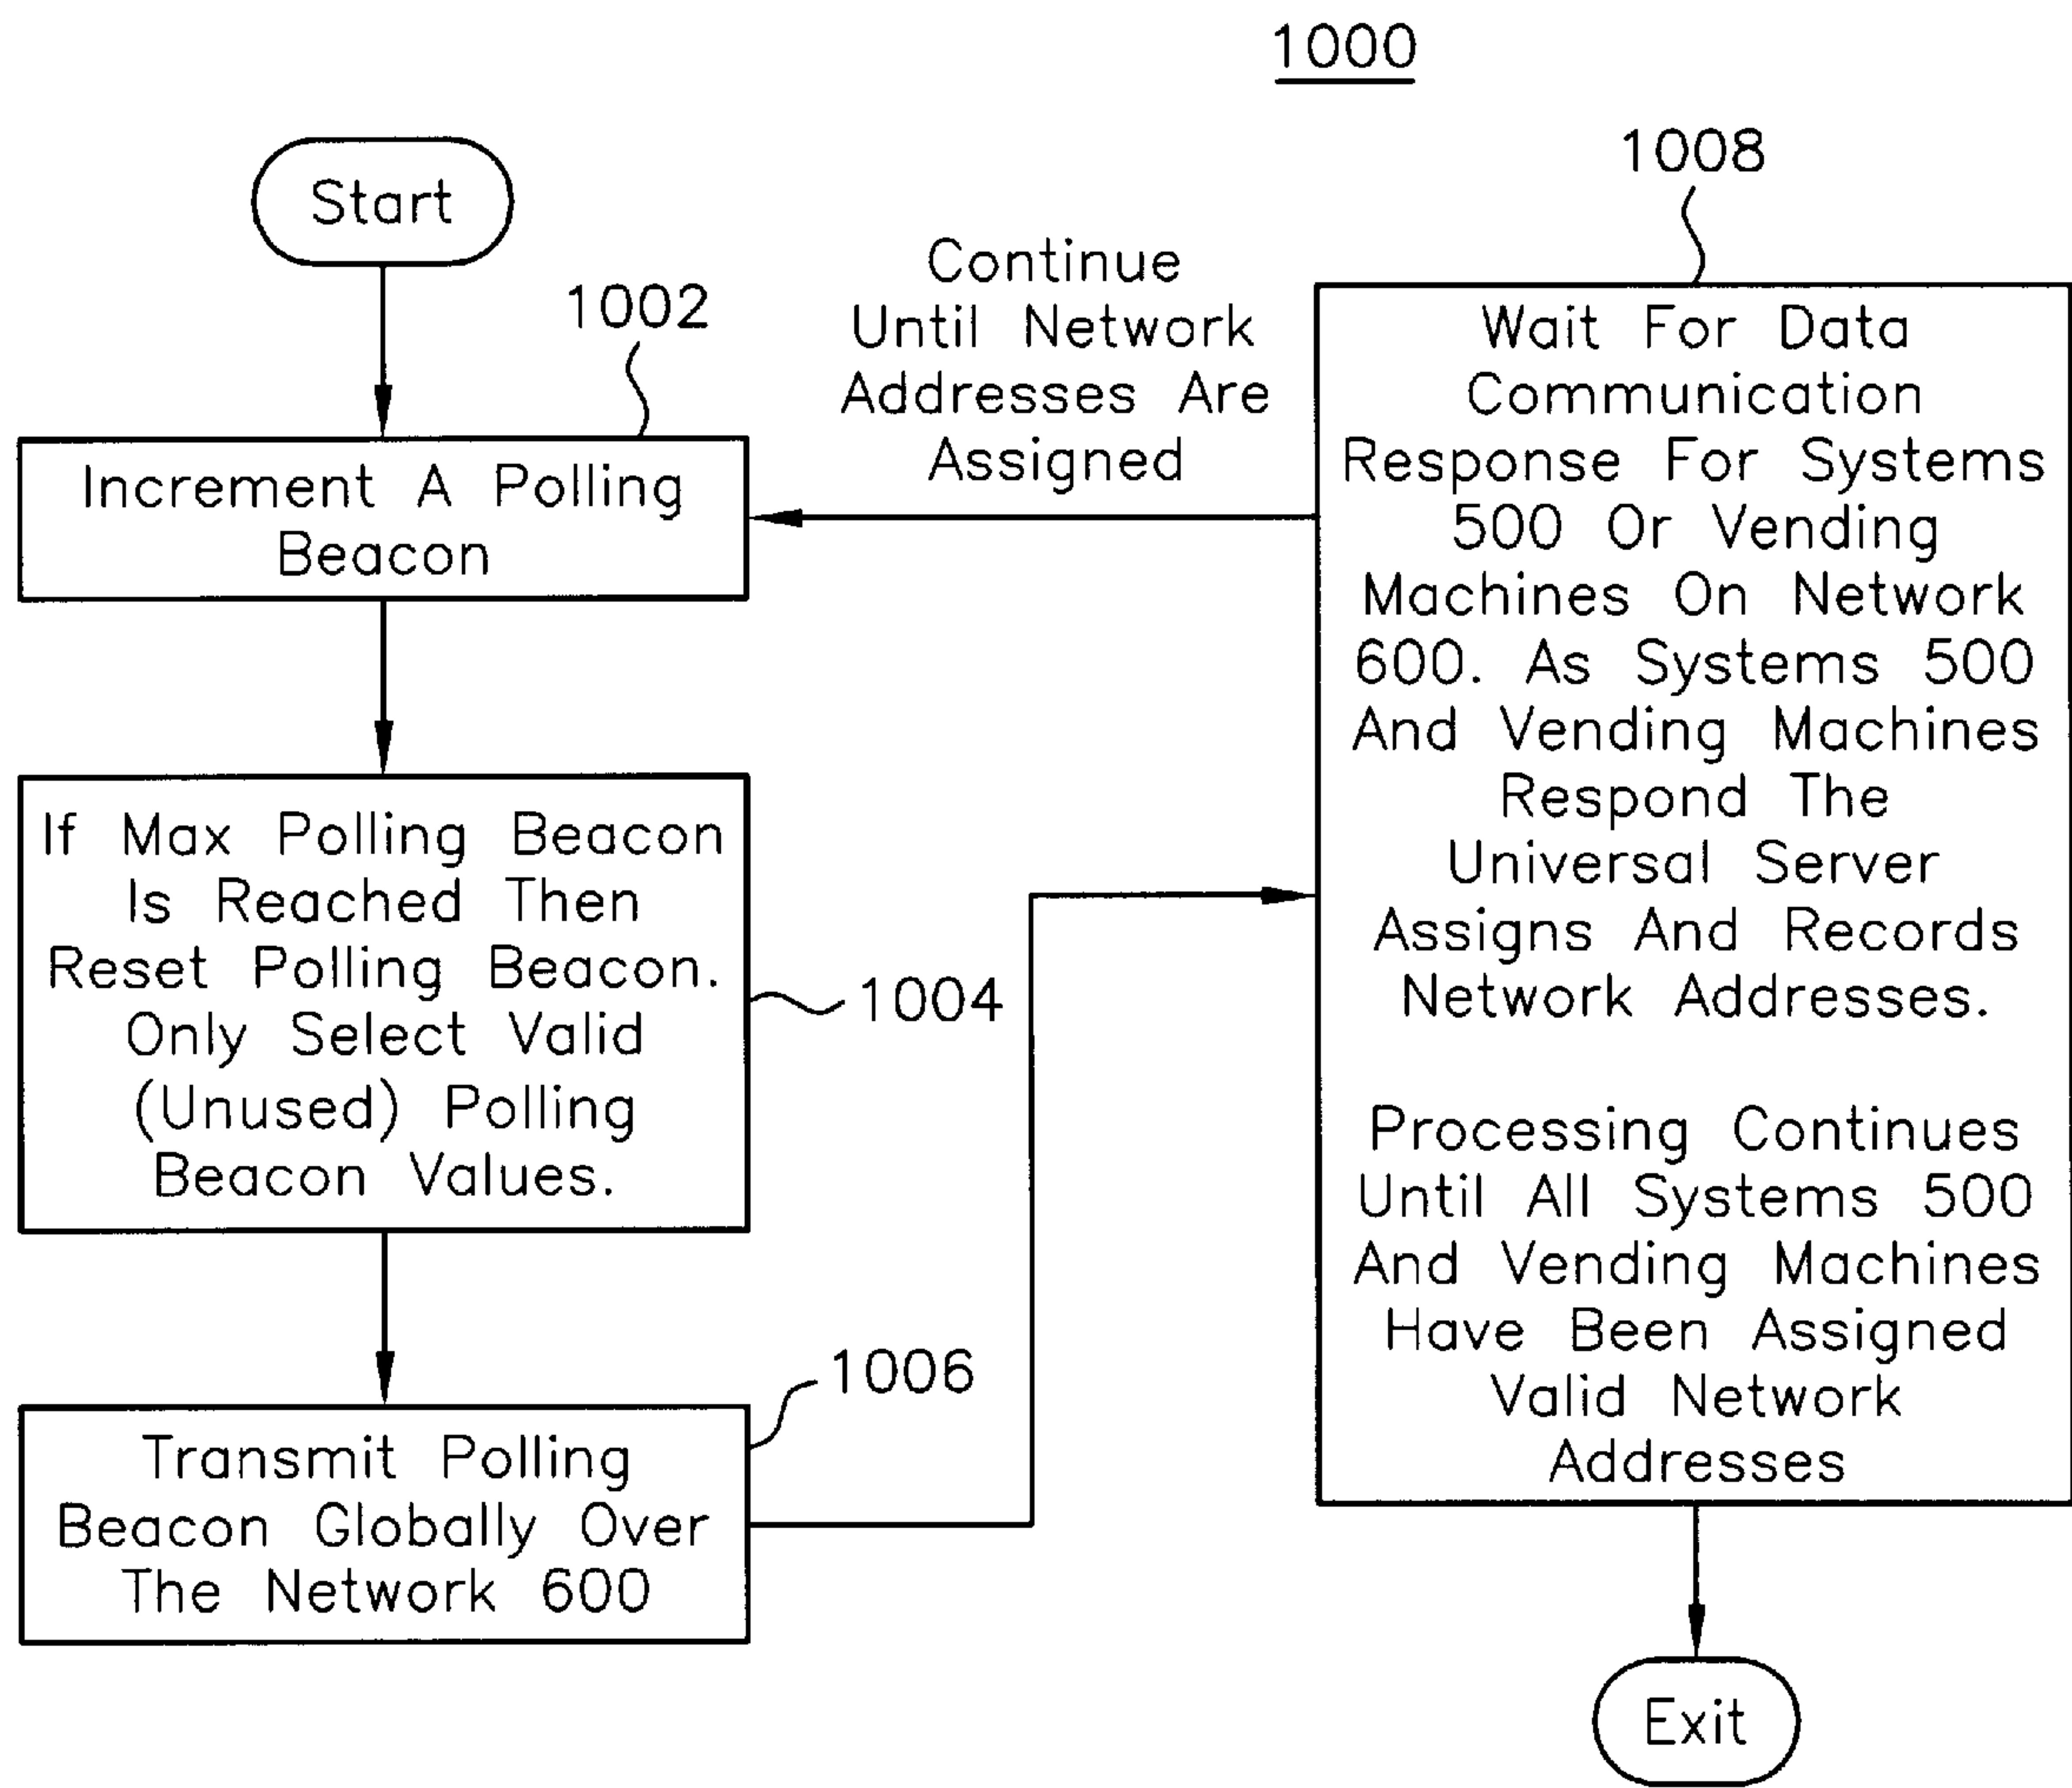 1000
Start
1002
Increment A Polling
Beacon
Continue
Until Network
Addresses Are
Assigned
If Max Polling Beacon
Is Reached Then
Reset Polling Beacon.
Only Select Valid
(Unused) Polling
Beacon Values.
1004
Transmit Polling
Beacon Globally Over
The Network 600
1006
1008
Wait For Data
Communication
Response For Systems
500 Or Vending
Machines On Network
600. As Systems 500
And Vending Machines
Respond The
Universal Server
Assigns And Records
Network Addresses.
Processing Continues
Until All Systems 500
And Vending Machines
Have Been Assigned
Valid Network
Addresses
Exit